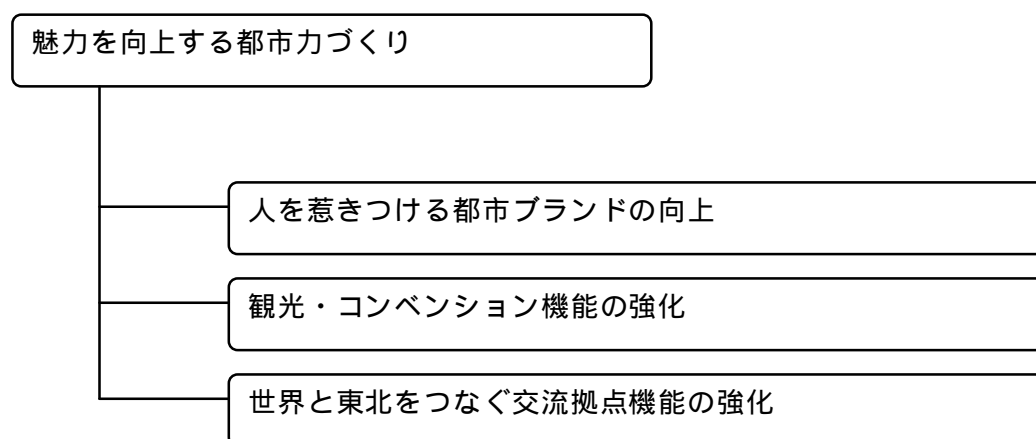 魅力を向上する都市力づくり
人を惹きつける都市ブランドの向上
観光・コンベンション機能の強化
世界と東北をつなぐ交流拠点機能の強化